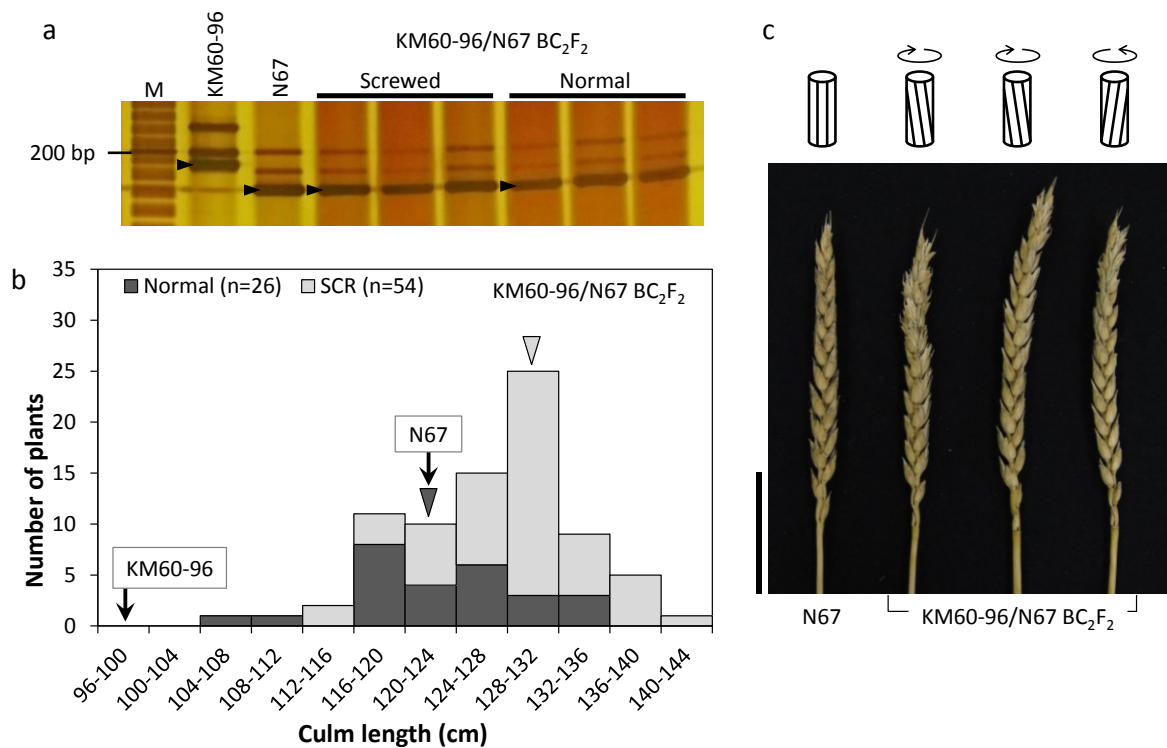 a
KM60-96/N67 BC₂F₂
Screwed
Normal
M
KM60-96
N67
200 bp
b
Normal (n=26)
SCR (n=54)
KM60-96/N67 BC₂F₂
Number of plants
35
30
25
20
15
10
5
0
N67
KM60-96
96-100
100-104
104-108
108-112
112-116
116-120
120-124
124-128
128-132
132-136
136-140
140-144
Culm length (cm)
c
N67
KM60-96/N67 BC₂F₂